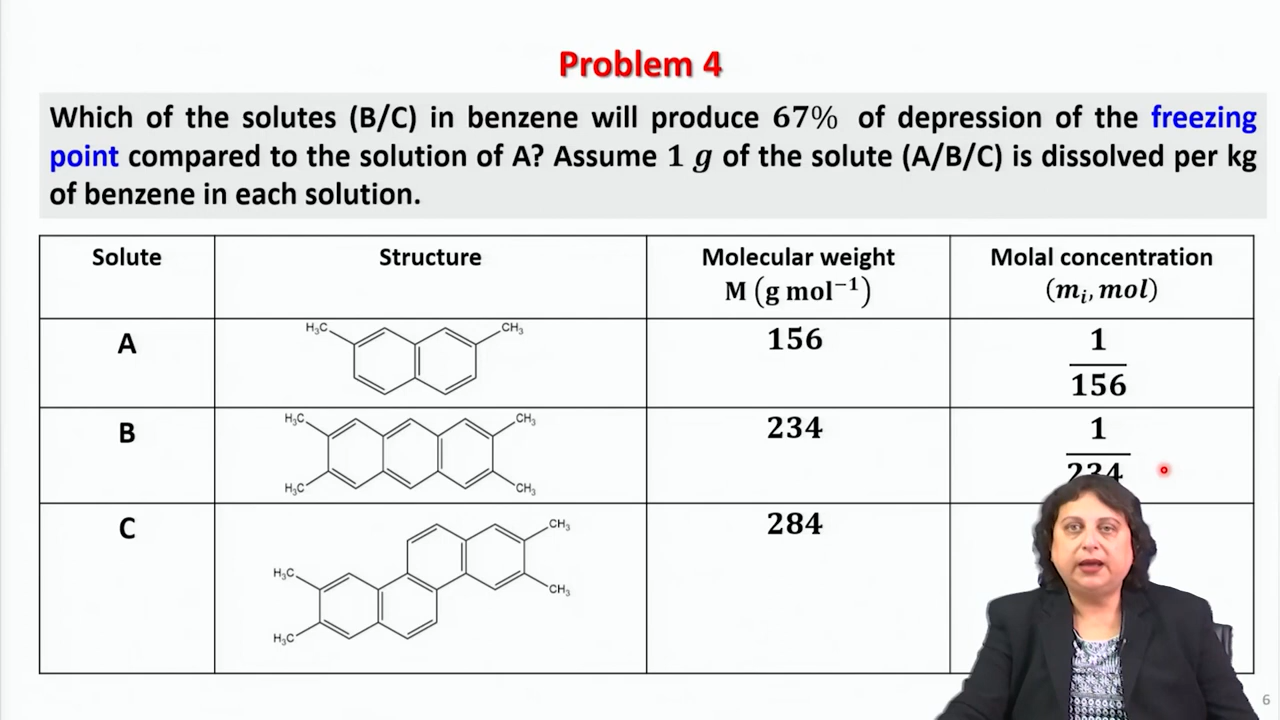 Problem 4
Which of the solutes (B/C) in benzene will produce 67% of depression of the freezing
point compared to the solution of A? Assume 1 g of the solute (A/B/C) is dissolved per kg
of benzene in each solution.
Solute Structure Molecular weight M (g mol⁻¹) Molal concentration (mᵢ, mol)
A
H₃C CH₃
156
1
156
B
H₃C CH₃
H₃C CH₃
234
1
234
C
CH₃
H₃C
CH₃
H₃C
284
6